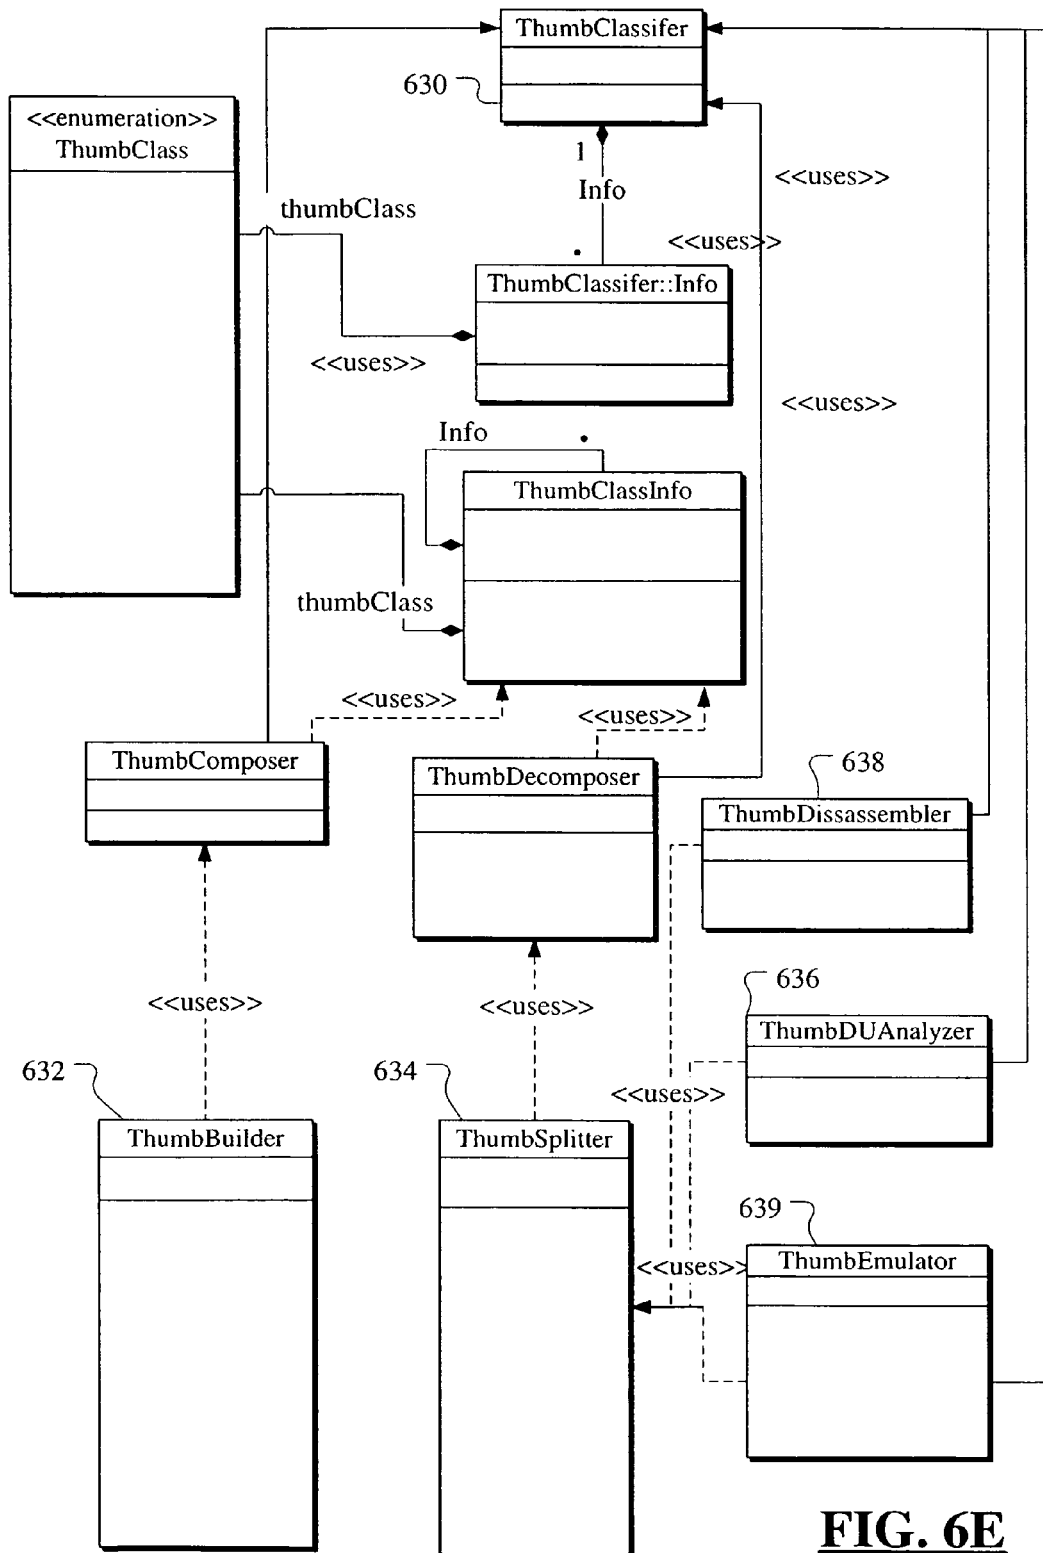 ThumbClassifer
630
<<enumeration>>
ThumbClass
1
Info
<<uses>>
thumbClass
<<uses>>
ThumbClassifer::Info
<<uses>>
<<uses>>
Info
ThumbClassInfo
thumbClass
<<uses>>
<<uses>>
ThumbComposer
ThumbDecomposer
638
ThumbDissassembler
<<uses>>
<<uses>>
636
ThumbDUAnalyzer
632
634
<<uses>>
ThumbBuilder
ThumbSplitter
639
<<uses>>
ThumbEmulator
FIG. 6E